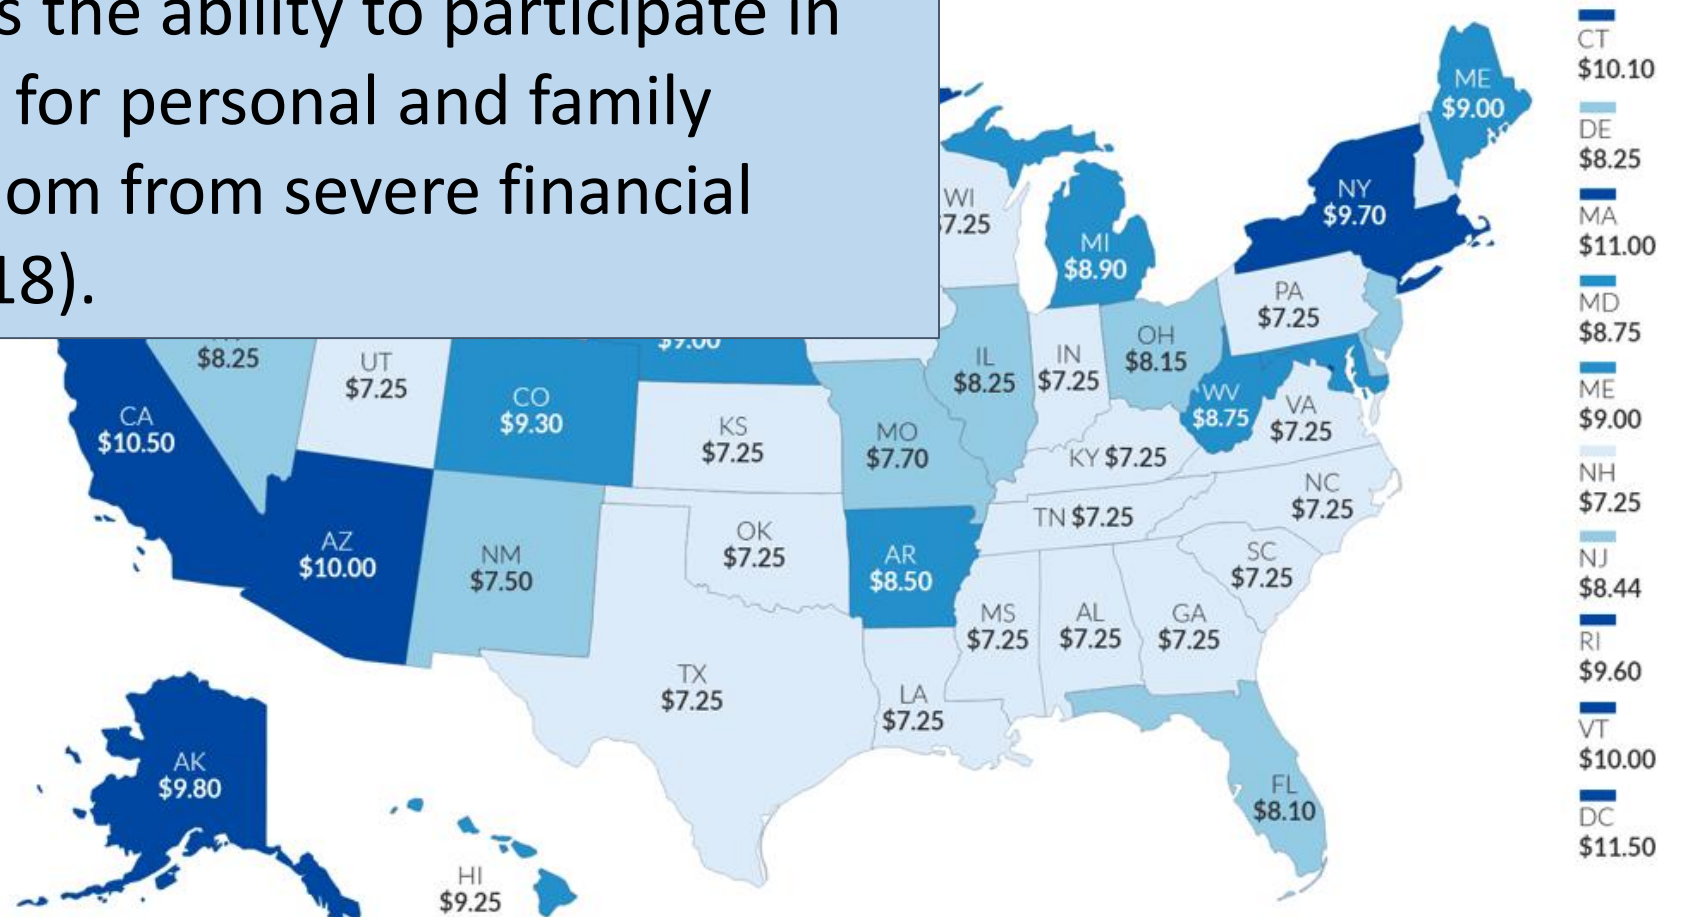 s the ability to participate in
for personal and family
om from severe financial
18).
ME
$9.00
NY
$9.70
WI
7.25
MI
$8.90
PA
$7.25
$8.25
UT
$7.25
CO
$9.30
$9.00
IL
$8.25
IN
$7.25
OH
$8.15
WV
$8.75
VA
$7.25
CA
$10.50
KS
$7.25
MO
$7.70
KY $7.25
NC
$7.25
TN $7.25
AZ
$10.00
NM
$7.50
OK
$7.25
AR
$8.50
SC
$7.25
MS
$7.25
AL
$7.25
GA
$7.25
TX
$7.25
LA
$7.25
AK
$9.80
HI
$9.25
FL
$8.10
CT
$10.10
DE
$8.25
MA
$11.00
MD
$8.75
ME
$9.00
NH
$7.25
NJ
$8.44
RI
$9.60
VT
$10.00
DC
$11.50